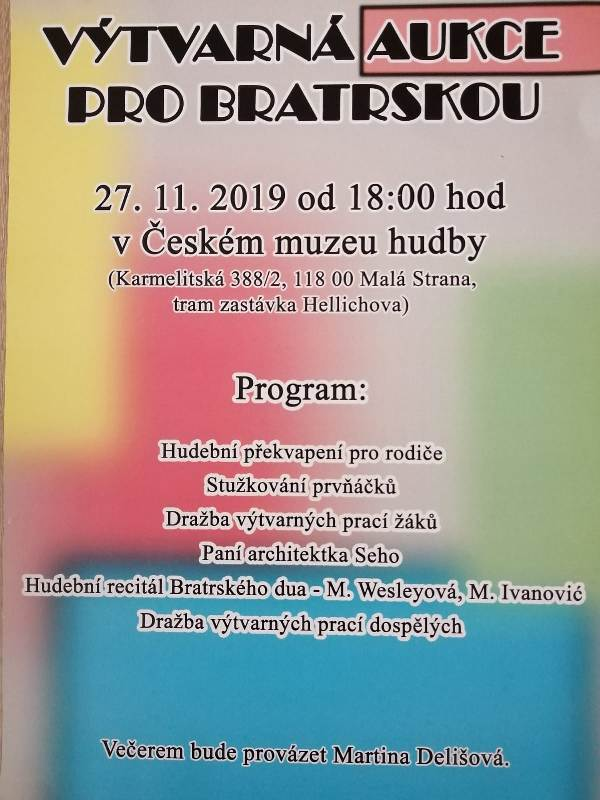 VÝTVARNÁ AUKCE
PRO BRATRSKOU
27. 11. 2019 od 18:00 hod
v Českém muzeu hudby
(Karmelitská 388/2, 118 00 Malá Strana,
tram zastávka Hellichova)
Program:
Hudební překvapení pro rodiče
Stužkování prvňáčků
Dražba výtvarných prací žáků
Paní architektka Seho
Hudební recitál Bratrského dua - M. Wesleyová, M. Ivanović
Dražba výtvarných prací dospělých
Večerem bude provázet Martina Delišová.